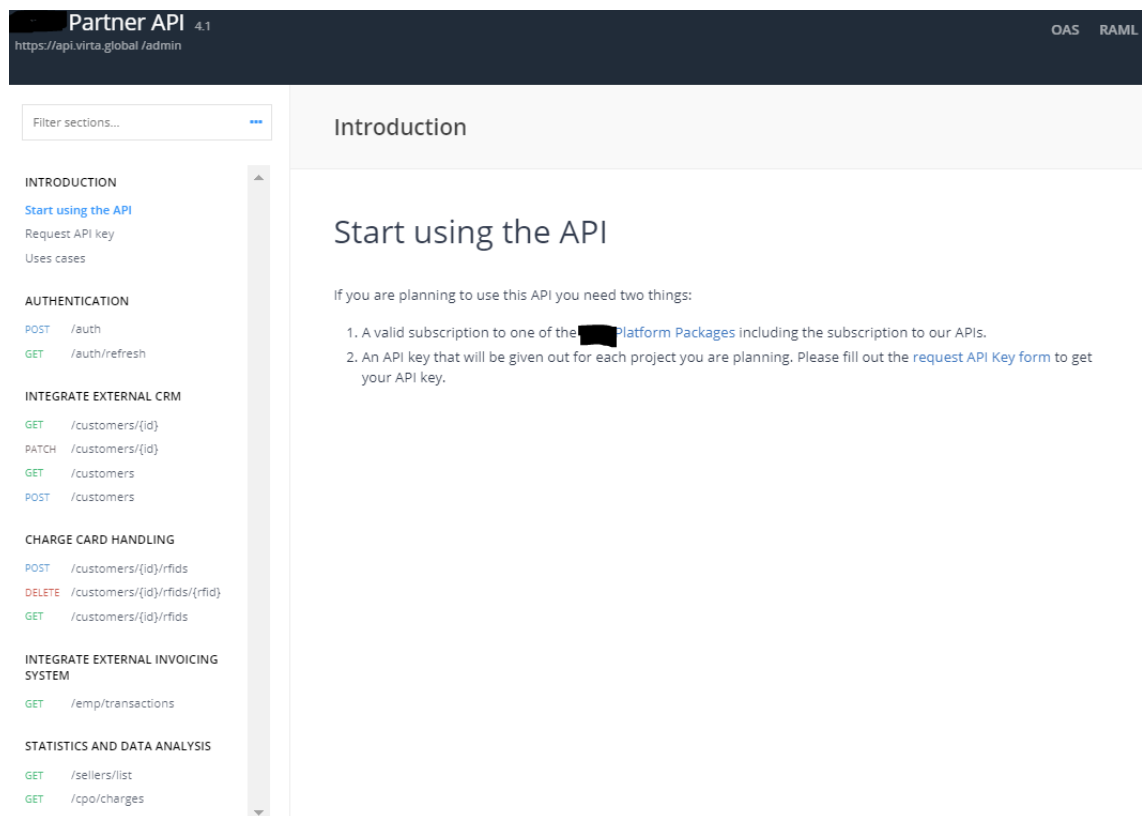 Partner API 4.1
https://api.virta.global /admin
OAS RAML
Filter sections...
Introduction
INTRODUCTION
Start using the API
Request API key
Uses cases
AUTHENTICATION
POST /auth
GET /auth/refresh
INTEGRATE EXTERNAL CRM
GET /customers/{id}
PATCH /customers/{id}
GET /customers
POST /customers
CHARGE CARD HANDLING
POST /customers/{id}/rfids
DELETE /customers/{id}/rfids/{rfid}
GET /customers/{id}/rfids
INTEGRATE EXTERNAL INVOICING
SYSTEM
GET /emp/transactions
STATISTICS AND DATA ANALYSIS
GET /sellers/list
GET /cpo/charges
Start using the API
If you are planning to use this API you need two things:
1. A valid subscription to one of the Platform Packages including the subscription to our APIs.
2. An API key that will be given out for each project you are planning. Please fill out the request API Key form to get
your API key.